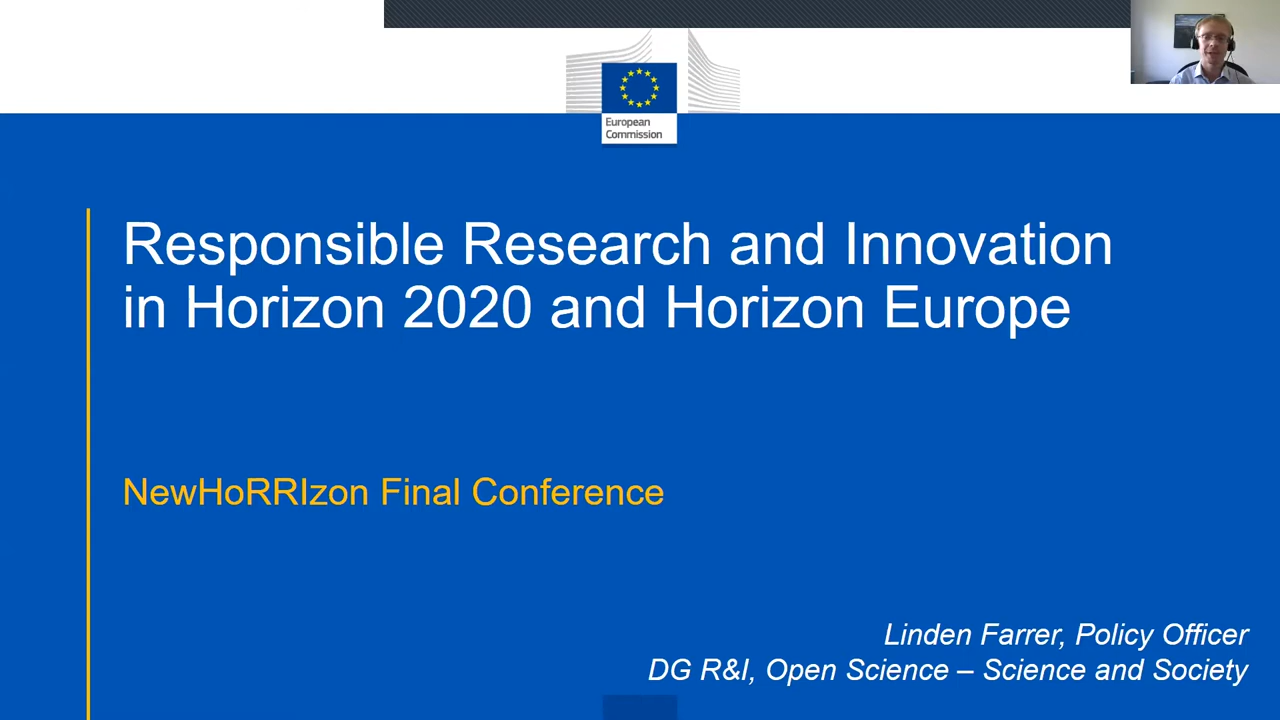 European
Commission
Responsible Research and Innovation
in Horizon 2020 and Horizon Europe
NewHoRRIzon Final Conference
Linden Farrer, Policy Officer
DG R&I, Open Science – Science and Society